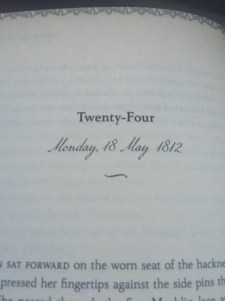 Twenty-Four
Monday, 18 May 1812
SAT FORWARD on the worn seat of the
pressed her fingertips against the side pins